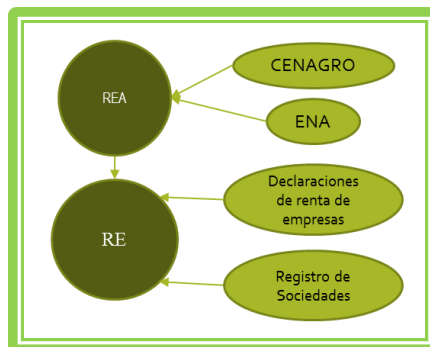 CENAGRO
REA
ENA
Declaraciones
de renta de
empresas
RE
Registro de
Sociedades